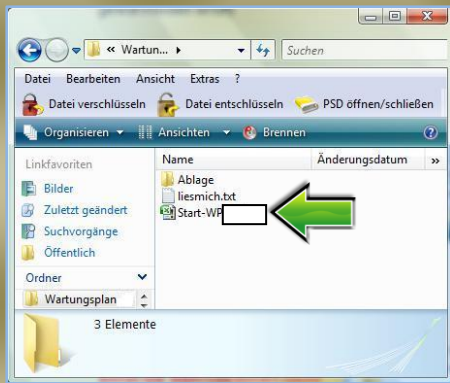 « Wartun... ▸
Suchen
Datei Bearbeiten Ansicht Extras ?
Datei verschlüsseln Datei entschlüsseln PSD öffnen/schließen
Organisieren Ansichten Brennen ?
Linkfavoriten
Bilder
Zuletzt geändert
Suchvorgänge
Öffentlich
Ordner
Wartungsplan
Name Änderungsdatum »
Ablage
liesmich.txt
Start-WP
3 Elemente